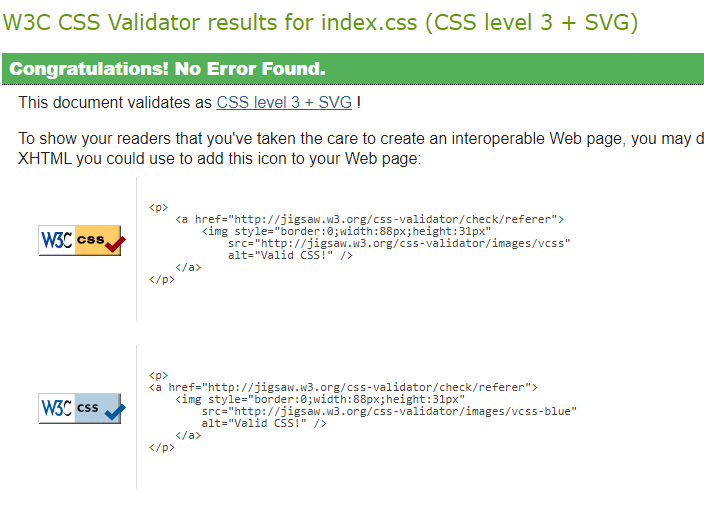 W3C CSS Validator results for index.css (CSS level 3 + SVG)
Congratulations! No Error Found.
This document validates as CSS level 3 + SVG !
To show your readers that you've taken the care to create an interoperable Web page, you may d
XHTML you could use to add this icon to your Web page:
W3C css
<p>
    <a href="http://jigsaw.w3.org/css-validator/check/referer">
        <img style="border:0;width:88px;height:31px"
            src="http://jigsaw.w3.org/css-validator/images/vcss"
            alt="Valid CSS!" />
    </a>
</p>
W3C css
<p>
<a href="http://jigsaw.w3.org/css-validator/check/referer">
    <img style="border:0;width:88px;height:31px"
        src="http://jigsaw.w3.org/css-validator/images/vcss-blue"
        alt="Valid CSS!" />
    </a>
</p>